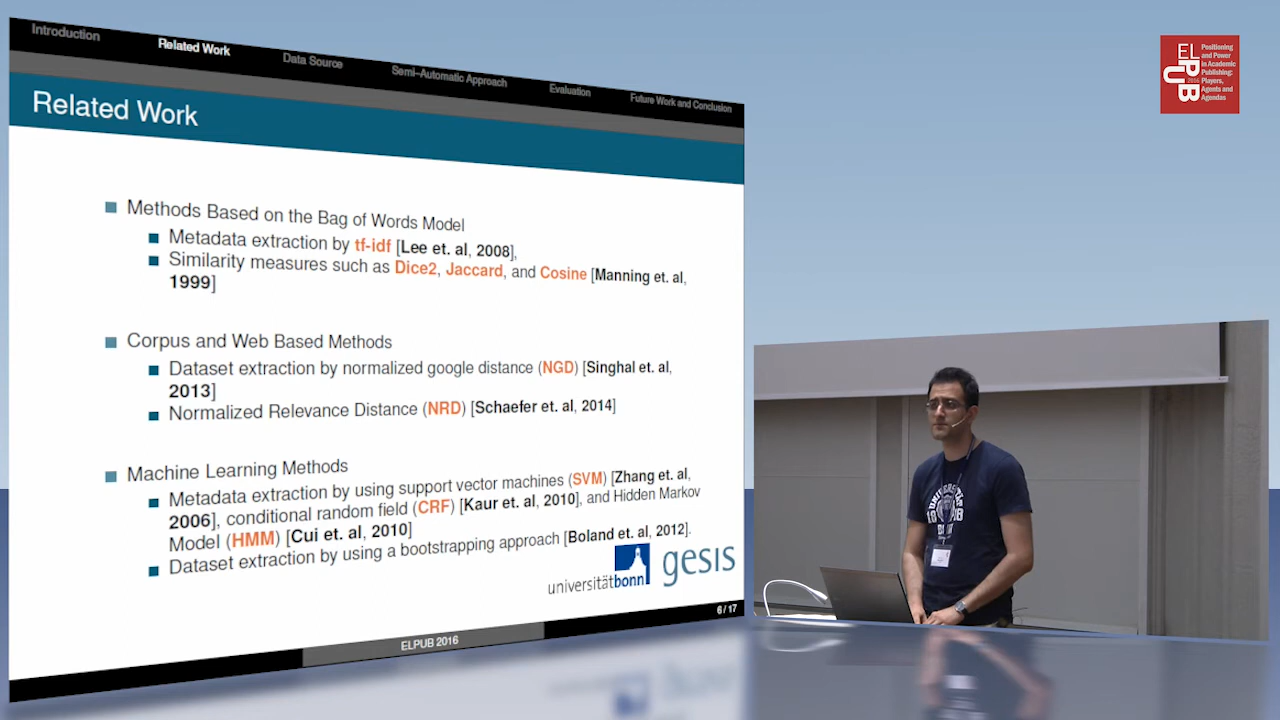 Introduction
Related Work
Data Source
Semi–Automatic Approach
Evaluation
Future Work and Conclusion
Related Work
Methods Based on the Bag of Words Model
Metadata extraction by tf-idf [Lee et. al, 2008],
Similarity measures such as Dice2, Jaccard, and Cosine [Manning et. al,
1999]
Corpus and Web Based Methods
Dataset extraction by normalized google distance (NGD) [Singhal et. al,
2013]
Normalized Relevance Distance (NRD) [Schaefer et. al, 2014]
Machine Learning Methods
Metadata extraction by using support vector machines (SVM) [Zhang et. al,
2006], conditional random field (CRF) [Kaur et. al, 2010], and Hidden Markov
Model (HMM) [Cui et. al, 2010]
Dataset extraction by using a bootstrapping approach [Boland et. al, 2012].
universitätbonn
gesis
6 / 17
ELPUB 2016
ELPUB
2016
Positioning
and Power
in Academic
Publishing:
Players,
Agents and
Agendas